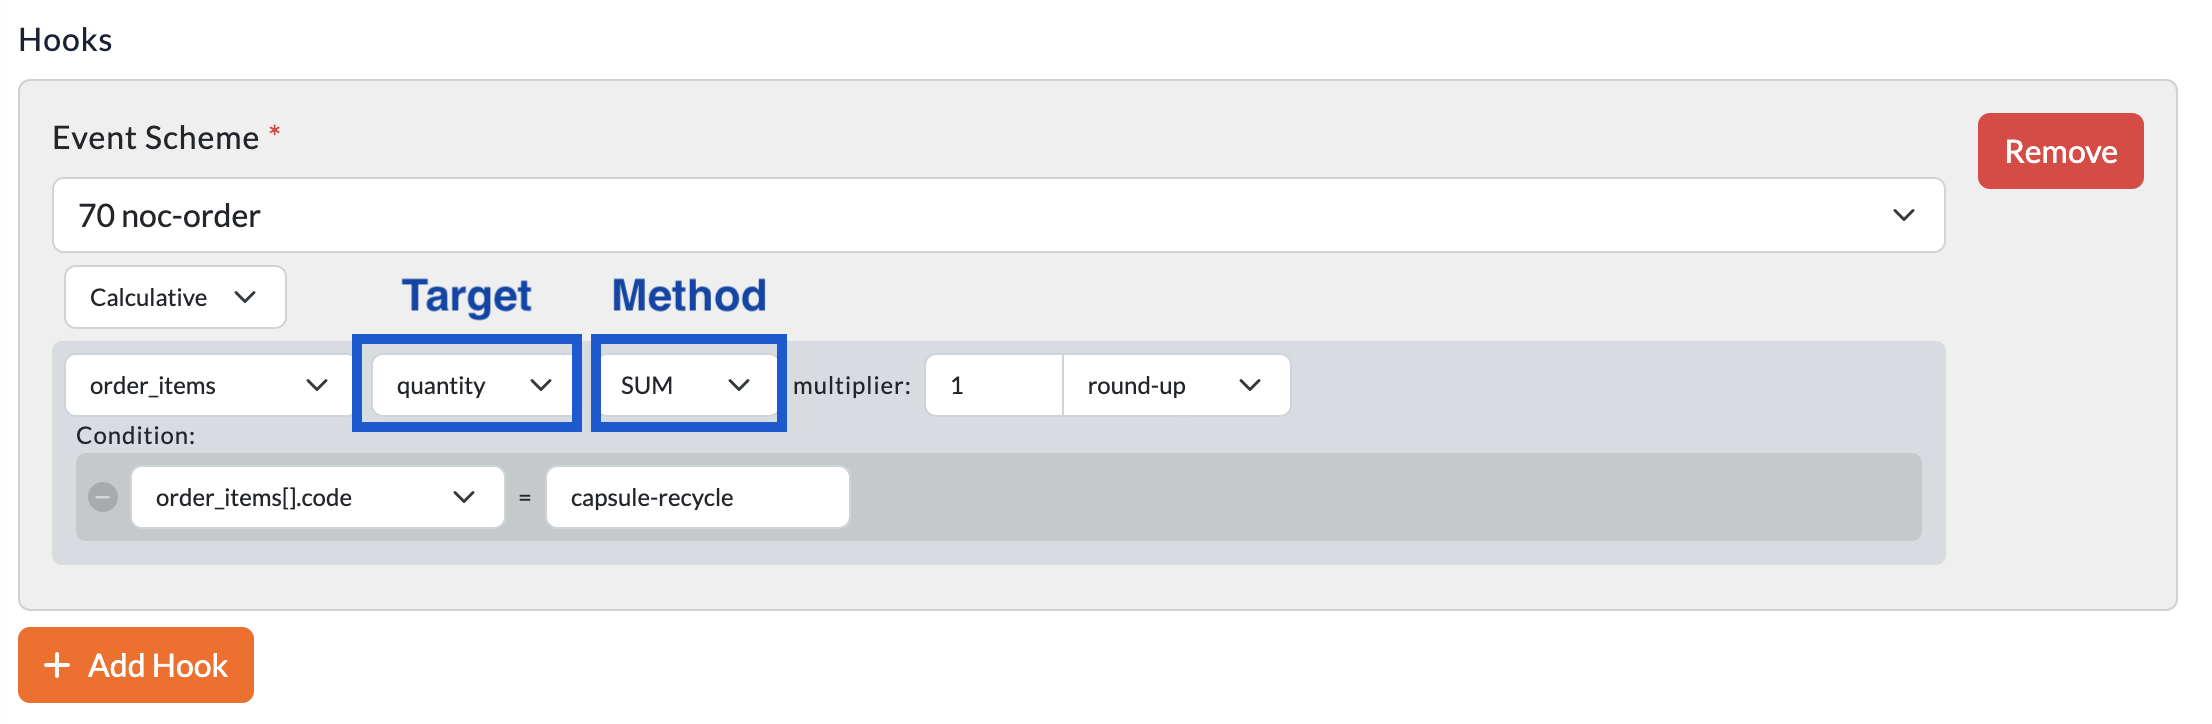 Hooks
Event Scheme *
Remove
70 noc-order
Calculative
Target
Method
order_items
quantity
SUM
multiplier:
1
round-up
Condition:
order_items[].code
=
capsule-recycle
+ Add Hook